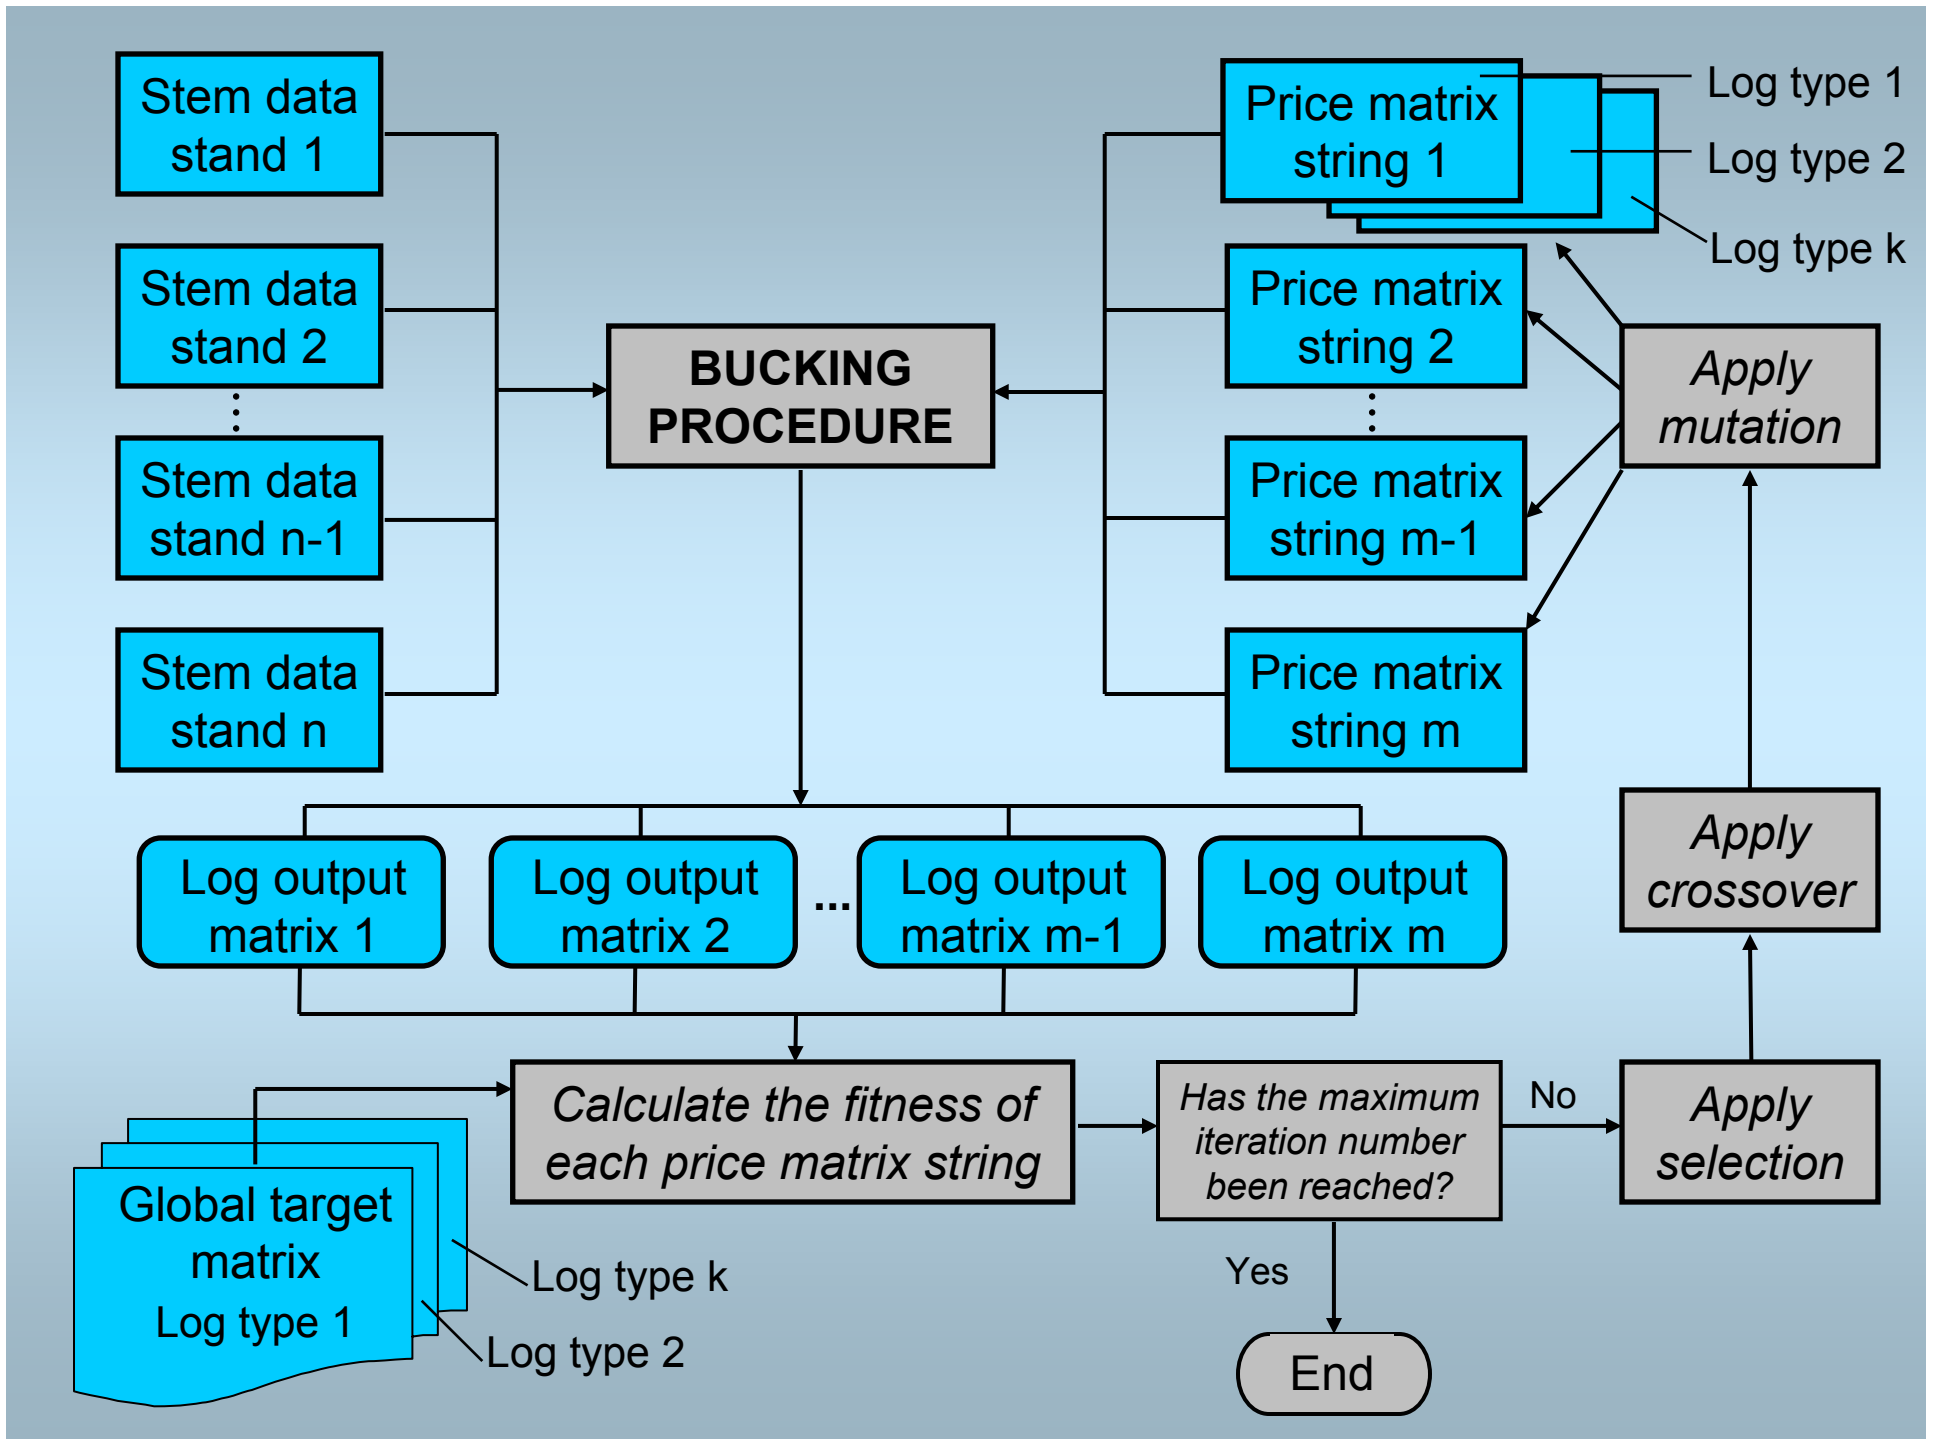 Stem data
stand 1
Stem data
stand 2
Stem data
stand n-1
Stem data
stand n
BUCKING
PROCEDURE
Price matrix
string 1
Log type 1
Log type 2
Log type k
Price matrix
string 2
Price matrix
string m-1
Price matrix
string m
Apply
mutation
Apply
crossover
Log output
matrix 1
Log output
matrix 2
...
Log output
matrix m-1
Log output
matrix m
Calculate the fitness of
each price matrix string
Has the maximum
iteration number
been reached?
No
Apply
selection
Yes
End
Global target
matrix
Log type 1
Log type k
Log type 2